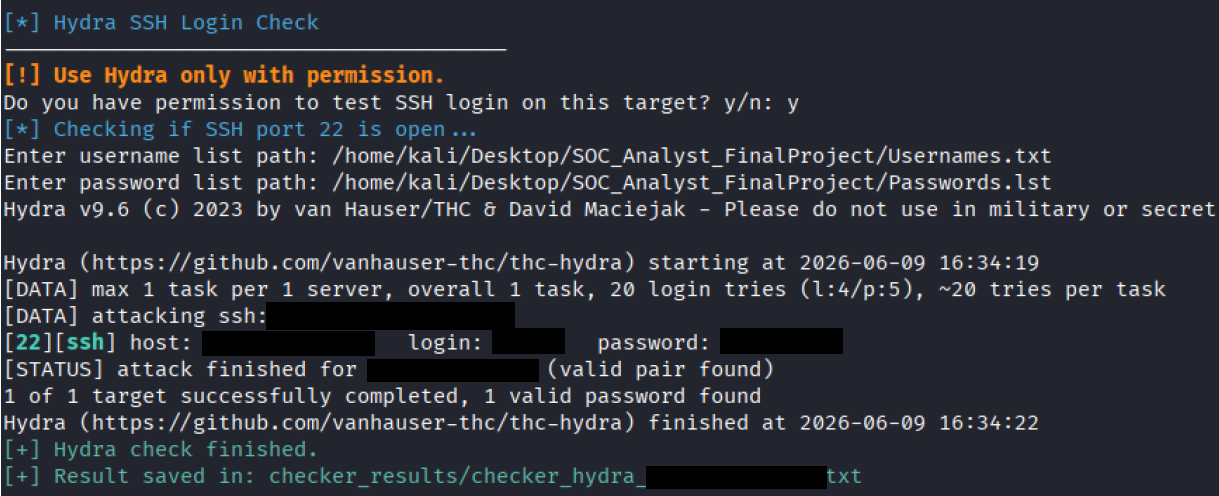 [*] Hydra SSH Login Check
[!] Use Hydra only with permission.
Do you have permission to test SSH login on this target? y/n: y
[*] Checking if SSH port 22 is open...
Enter username list path: /home/kali/Desktop/SOC_Analyst_FinalProject/Usernames.txt
Enter password list path: /home/kali/Desktop/SOC_Analyst_FinalProject/Passwords.lst
Hydra v9.6 (c) 2023 by van Hauser/THC & David Maciejak - Please do not use in military or secret
Hydra (https://github.com/vanhauser-thc/thc-hydra) starting at 2026-06-09 16:34:19
[DATA] max 1 task per 1 server, overall 1 task, 20 login tries (l:4/p:5), ~20 tries per task
[DATA] attacking ssh:
[22][ssh] host: login: password:
[STATUS] attack finished for (valid pair found)
1 of 1 target successfully completed, 1 valid password found
Hydra (https://github.com/vanhauser-thc/thc-hydra) finished at 2026-06-09 16:34:22
[+] Hydra check finished.
[+] Result saved in: checker_results/checker_hydra_ txt